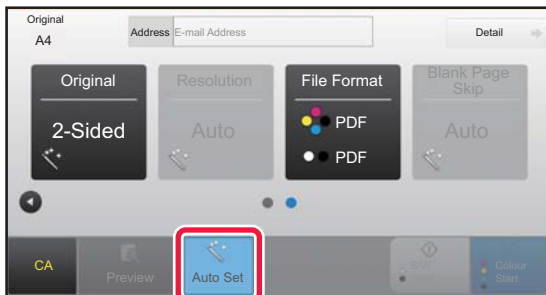 Original
A4
Address E-mail Address
Detail
Original
2-Sided
Resolution
Auto
File Format
PDF
PDF
Blank Page
Skip
Auto
CA
Preview
Auto Set
B/W
Start
Colour
Start